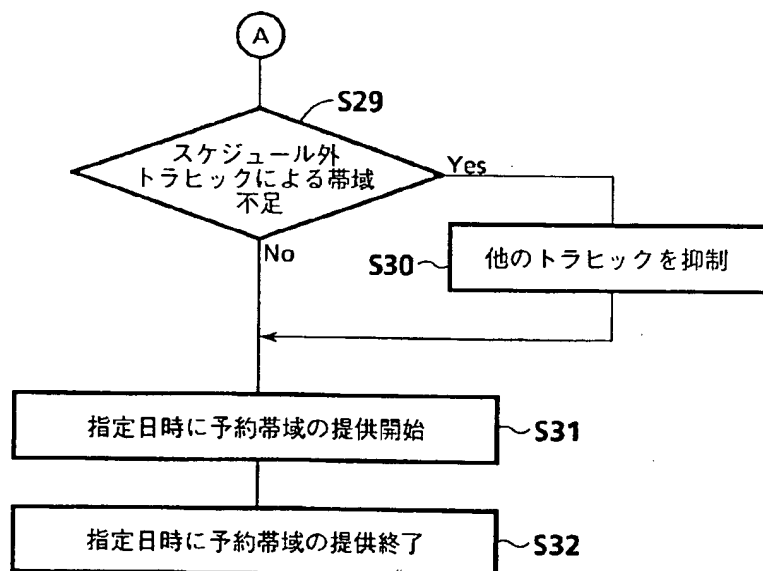 A
S29
スケジュール外
トラヒックによる帯域
不足
Yes
No
S30
他のトラヒックを抑制
指定日時に予約帯域の提供開始
S31
指定日時に予約帯域の提供終了
S32